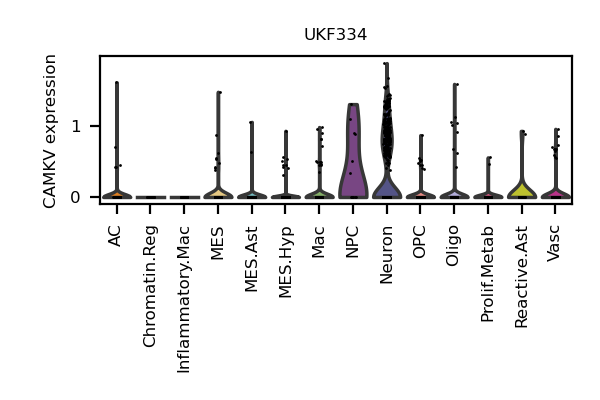 UKF334
CAMKV expression
1
0
AC
Chromatin.Reg
Inflammatory.Mac
MES
MES.Ast
MES.Hyp
Mac
NPC
Neuron
OPC
Oligo
Prolif.Metab
Reactive.Ast
Vasc